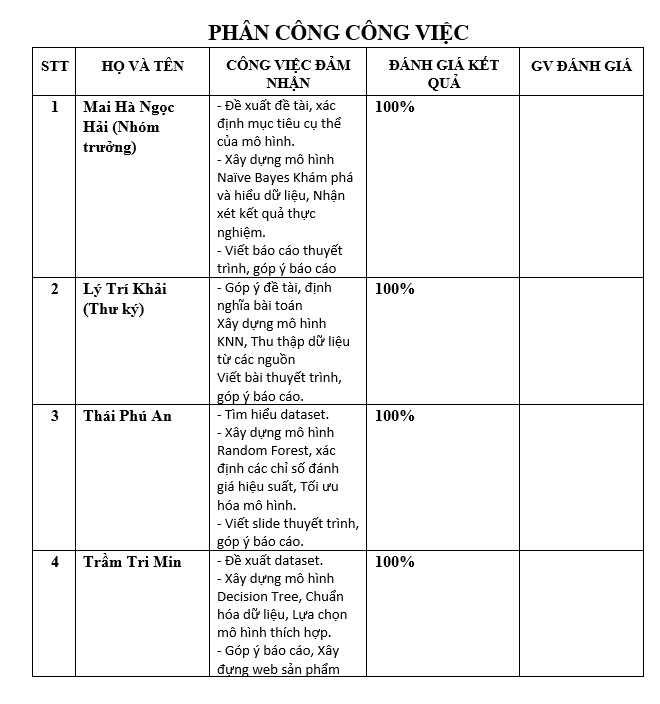 PHÂN CÔNG CÔNG VIỆC
STT
HỌ VÀ TÊN
CÔNG VIỆC ĐẢM
NHẬN
ĐÁNH GIÁ KẾT
QUẢ
GV ĐÁNH GIÁ
1
Mai Hà Ngọc
Hải (Nhóm
trưởng)
- Đề xuất đề tài, xác
định mục tiêu cụ thể
của mô hình.
- Xây dựng mô hình
Naïve Bayes Khám phá
và hiểu dữ liệu, Nhận
xét kết quả thực
nghiệm.
- Viết báo cáo thuyết
trình, góp ý báo cáo
100%
2
Lý Trí Khải
(Thư ký)
- Góp ý đề tài, định
nghĩa bài toán
Xây dựng mô hình
KNN, Thu thập dữ liệu
từ các nguồn
Viết bài thuyết trình,
góp ý báo cáo.
100%
3
Thái Phú An
- Tìm hiểu dataset.
- Xây dựng mô hình
Random Forest, xác
định các chỉ số đánh
giá hiệu suất, Tối ưu
hóa mô hình.
- Viết slide thuyết trình,
góp ý báo cáo.
100%
4
Trầm Tri Min
- Đề xuất dataset.
- Xây dựng mô hình
Decision Tree, Chuẩn
hóa dữ liệu, Lựa chọn
mô hình thích hợp.
- Góp ý báo cáo, Xây
đựng web sản phẩm
100%